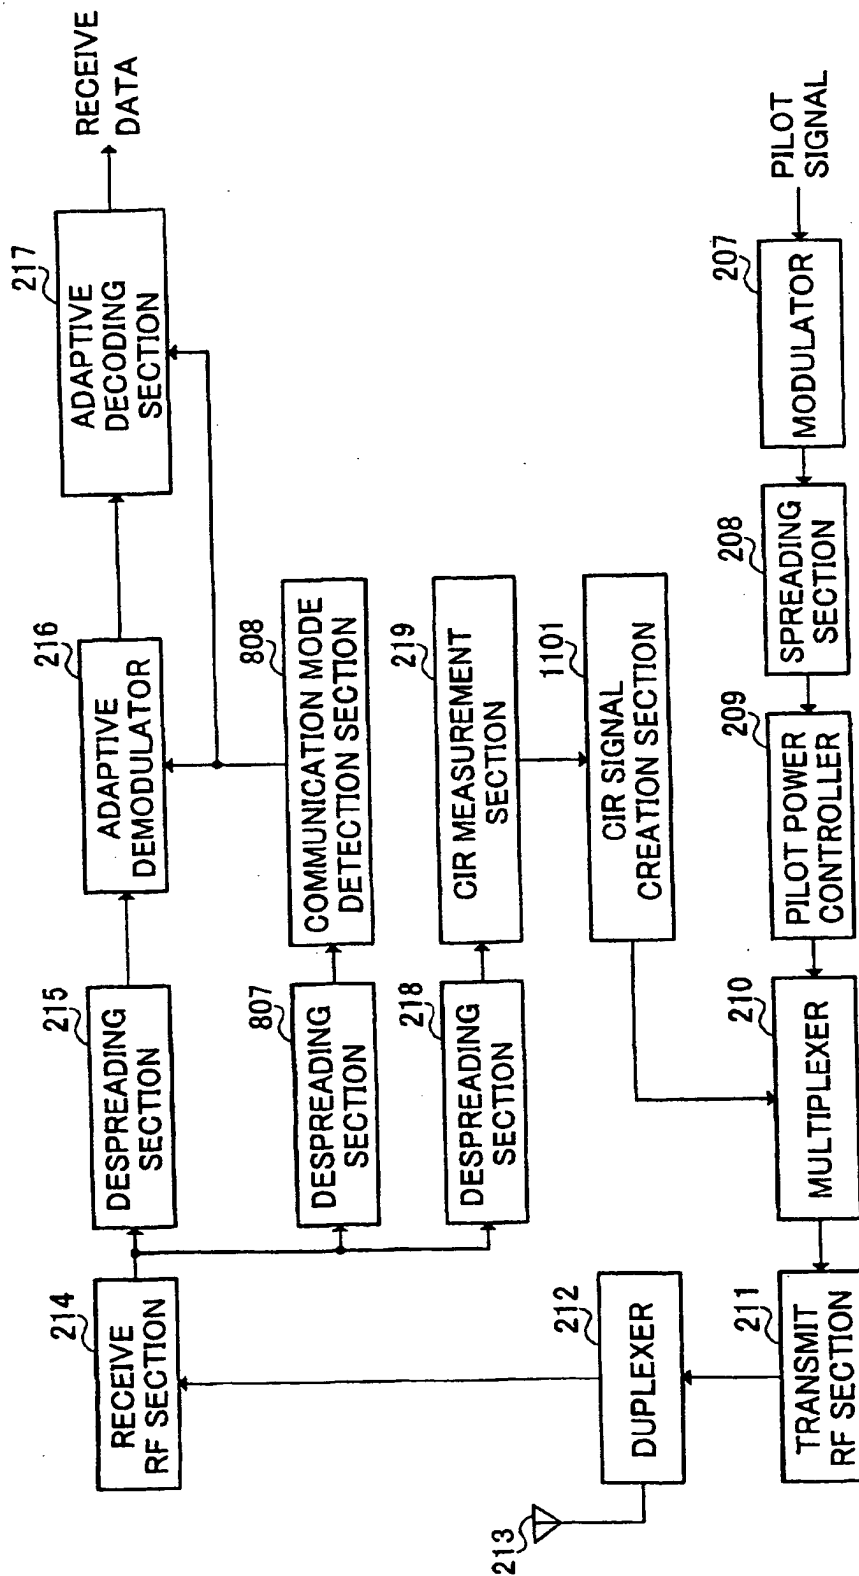 213
214
RECEIVE
RF SECTION
215
DESPREADING
SECTION
216
ADAPTIVE
DEMODULATOR
217
ADAPTIVE
DECODING
SECTION
RECEIVE
DATA
807
DESPREADING
SECTION
808
COMMUNICATION MODE
DETECTION SECTION
218
DESPREADING
SECTION
219
CIR MEASUREMENT
SECTION
212
DUPLEXER
1101
CIR SIGNAL
CREATION SECTION
211
TRANSMIT
RF SECTION
210
MULTIPLEXER
209
PILOT POWER
CONTROLLER
208
SPREADING
SECTION
207
MODULATOR
PILOT
SIGNAL